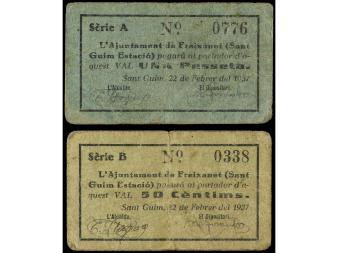 Sèrie A Nº 0776
L'Ajuntament de Freixanet (Sant
Guim Estació) pagarà al portador d'a-
quest VAL UNA Pesseta.
Sant Guim, 22 de Febrer del 1937
L'Alcalde, El Dipositari,
Sèrie B Nº 0338
L'Ajuntament de Freixanet (Sant
Guim Estació) pagarà al portador d'a-
quest VAL 50 Cèntims.
Sant Guim, 22 de Febrer del 1937
L'Alcalde, El Dipositari,